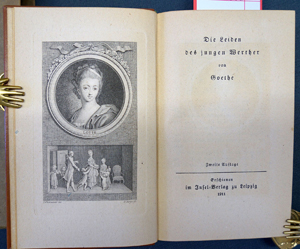 Die Leiden
des jungen Werther
von
Goethe
Zweite Auflage
Erschienen
im Insel-Verlag zu Leipzig